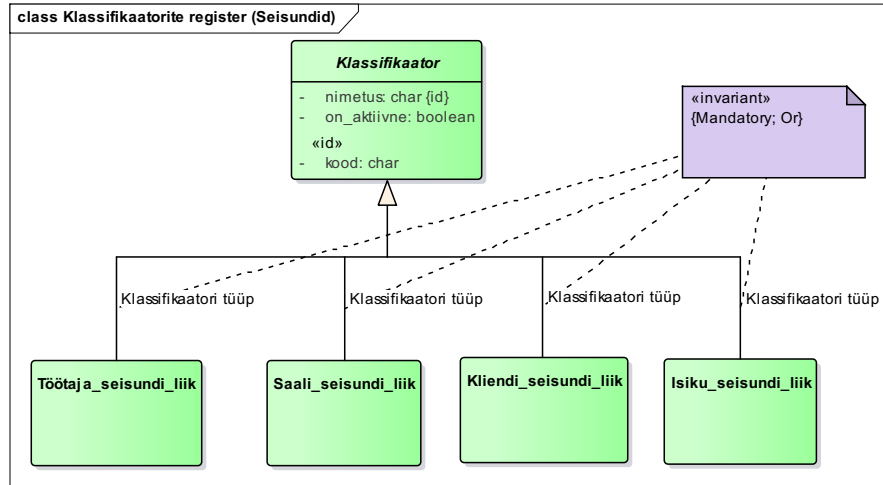 class Klassifikaatorite register (Seisundid)
Klassifikaator
- nimetus: char {id}
- on_aktiivne: boolean
«id»
- kood: char
«invariant»
{Mandatory; Or}
Klassifikaatori tüüp
Klassifikaatori tüüp
Klassifikaatori tüüp
Klassifikaatori tüüp
Töötaja_seisundi_liik
Saali_seisundi_liik
Kliendi_seisundi_liik
Isiku_seisundi_liik